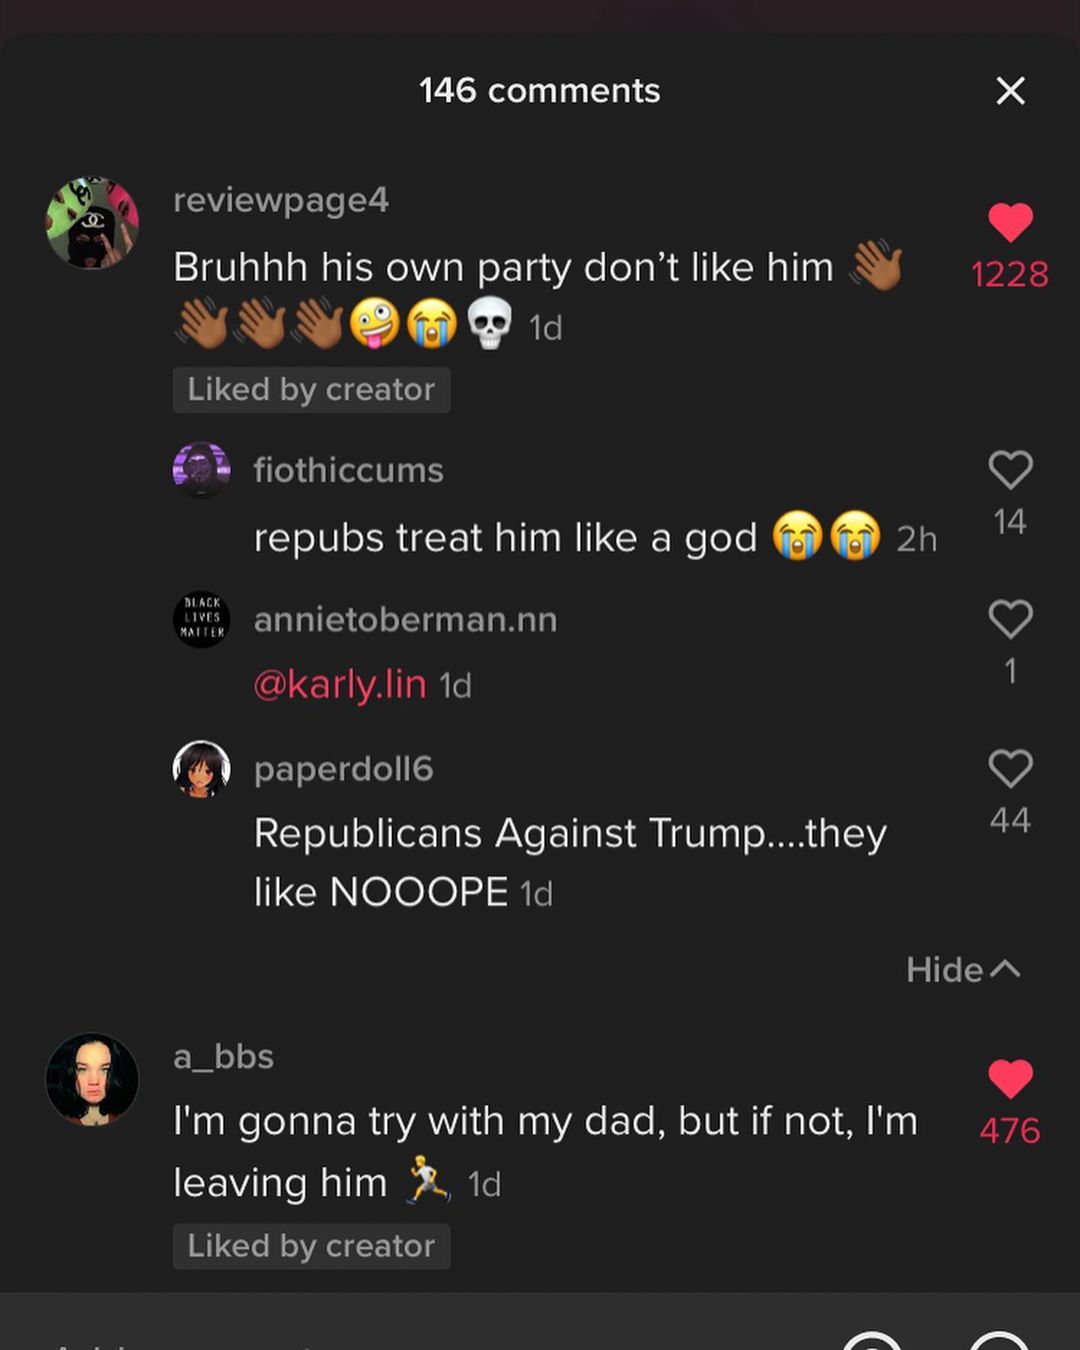 146 comments
reviewpage4
Bruhhh his own party don't like him 👋🏾
👋🏾👋🏾👋🏾🤪😭💀 1d
1228
Liked by creator
fiothiccums
repubs treat him like a god 😭😭 2h
14
BLACK
LIVES
MATTER
annietoberman.nn
@karly.lin 1d
1
paperdoll6
Republicans Against Trump....they
like NOOOPE 1d
44
Hide
a_bbs
I'm gonna try with my dad, but if not, I'm
leaving him 🏃 1d
476
Liked by creator